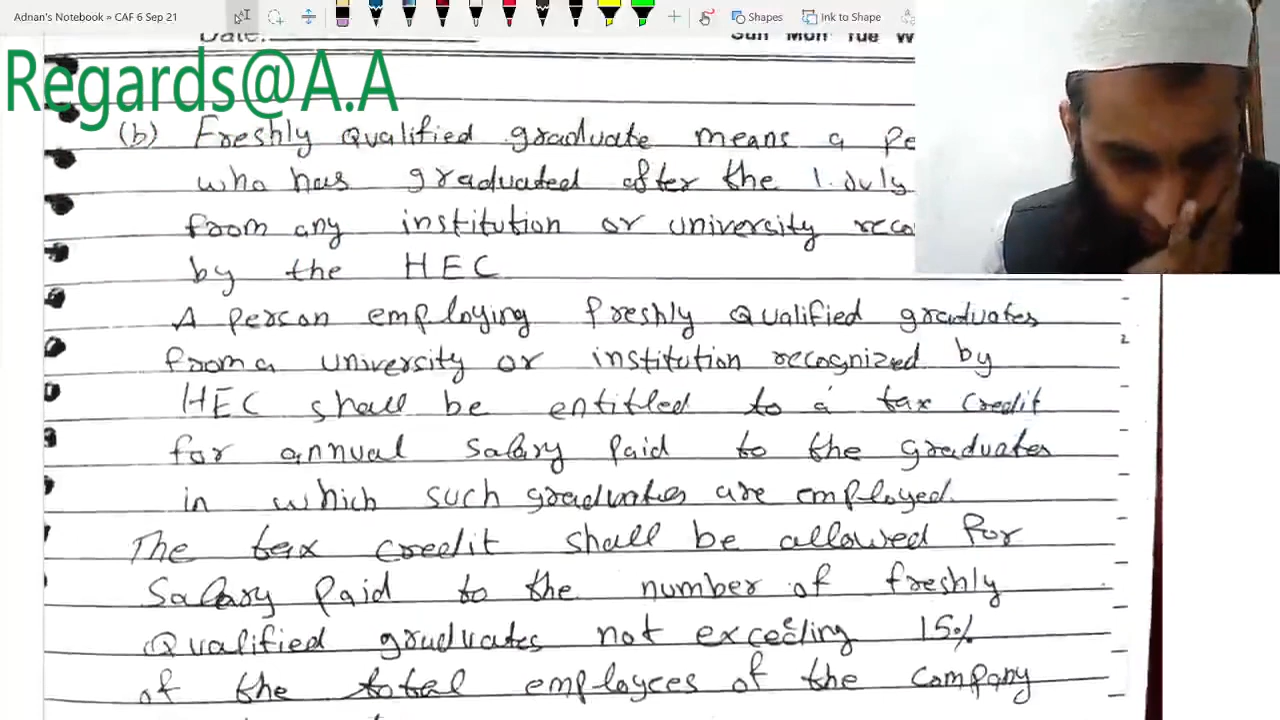 Adnan's Notebook » CAF 6 Sep 21
Shapes
Ink to Shape
Date:
Sun Mon Tue W
Regards@A.A
(b) Freshly Qualified graduate means a Pe
who has graduated after the 1. July
from any institution or university reco
by the HEC
A person employing freshly Qualified graduates
from a university or institution recognized by
HEC shall be entitled to a tax credit
for annual salary paid to the graduates
in which such graduates are employed.
The tax credit shall be allowed for
Salary paid to the number of freshly
Qualified graduates not exceeding 15%
of the total employees of the company